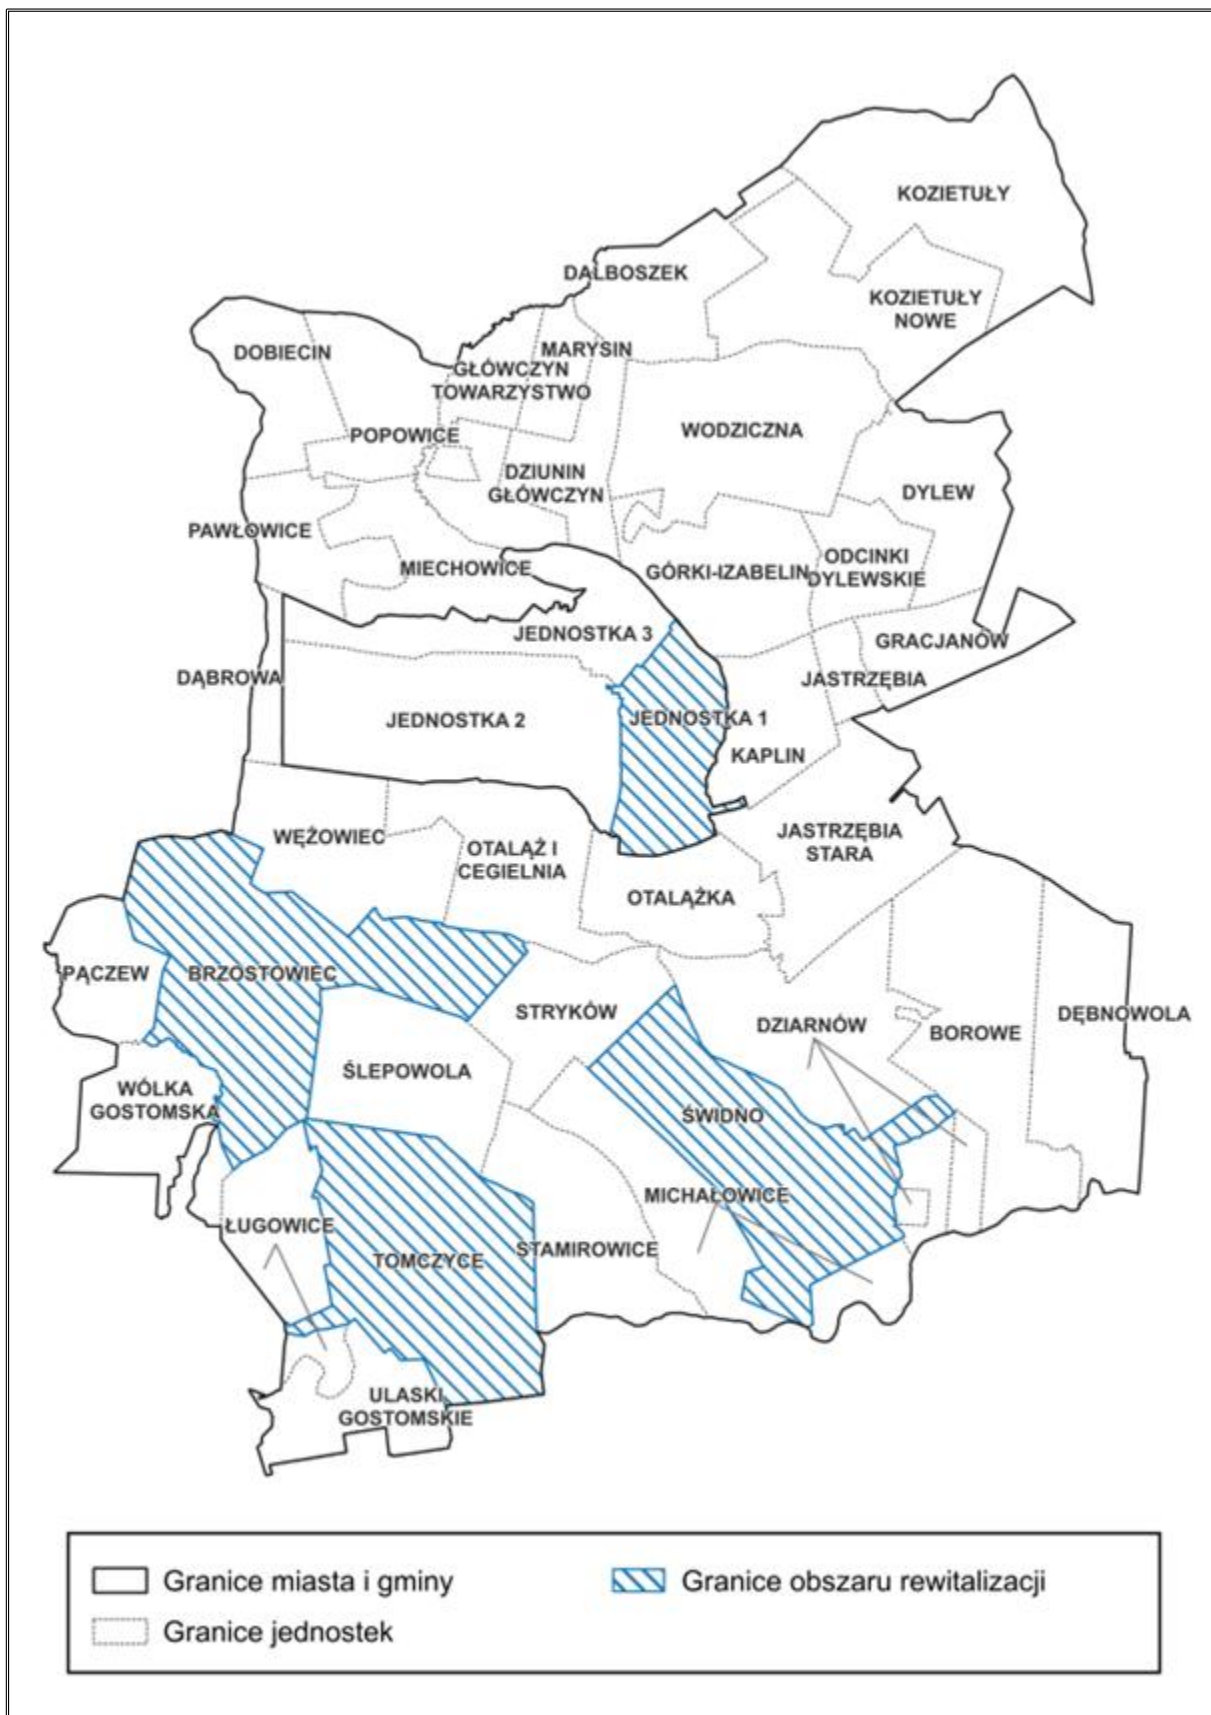 KOZIETUŁY
DALBOSZEK
KOZIETUŁY
NOWE
DOBIECIN
MARYSIN
GŁÓWCZYN
TOWARZYSTWO
POPOWICE
WODZICZNA
DZIUNIN
GŁÓWCZYN
DYLEW
PAWŁOWICE
MIECHOWICE
GÓRKI-IZABELIN
ODCINKI
DYLEWSKIE
JEDNOSTKA 3
GRACJANÓW
DĄBROWA
JASTRZĘBIA
JEDNOSTKA 2
JEDNOSTKA 1
KAPLIN
WĘŻOWIEC
OTALĄŻ I
CEGIELNIA
JASTRZĘBIA
STARA
OTALĄŻKA
PĄCZEW
BRZOSTOWIEC
STRYKÓW
DZIARNÓW
BOROWE
DĘBNOWOLA
ŚLEPOWOLA
WÓLKA
GOSTOMSKA
ŚWIDNO
MICHAŁOWICE
ŁUGOWICE
TOMCZYCE
STAMIROWICE
ULASKI
GOSTOMSKIE
Granice miasta i gminy
Granice obszaru rewitalizacji
Granice jednostek